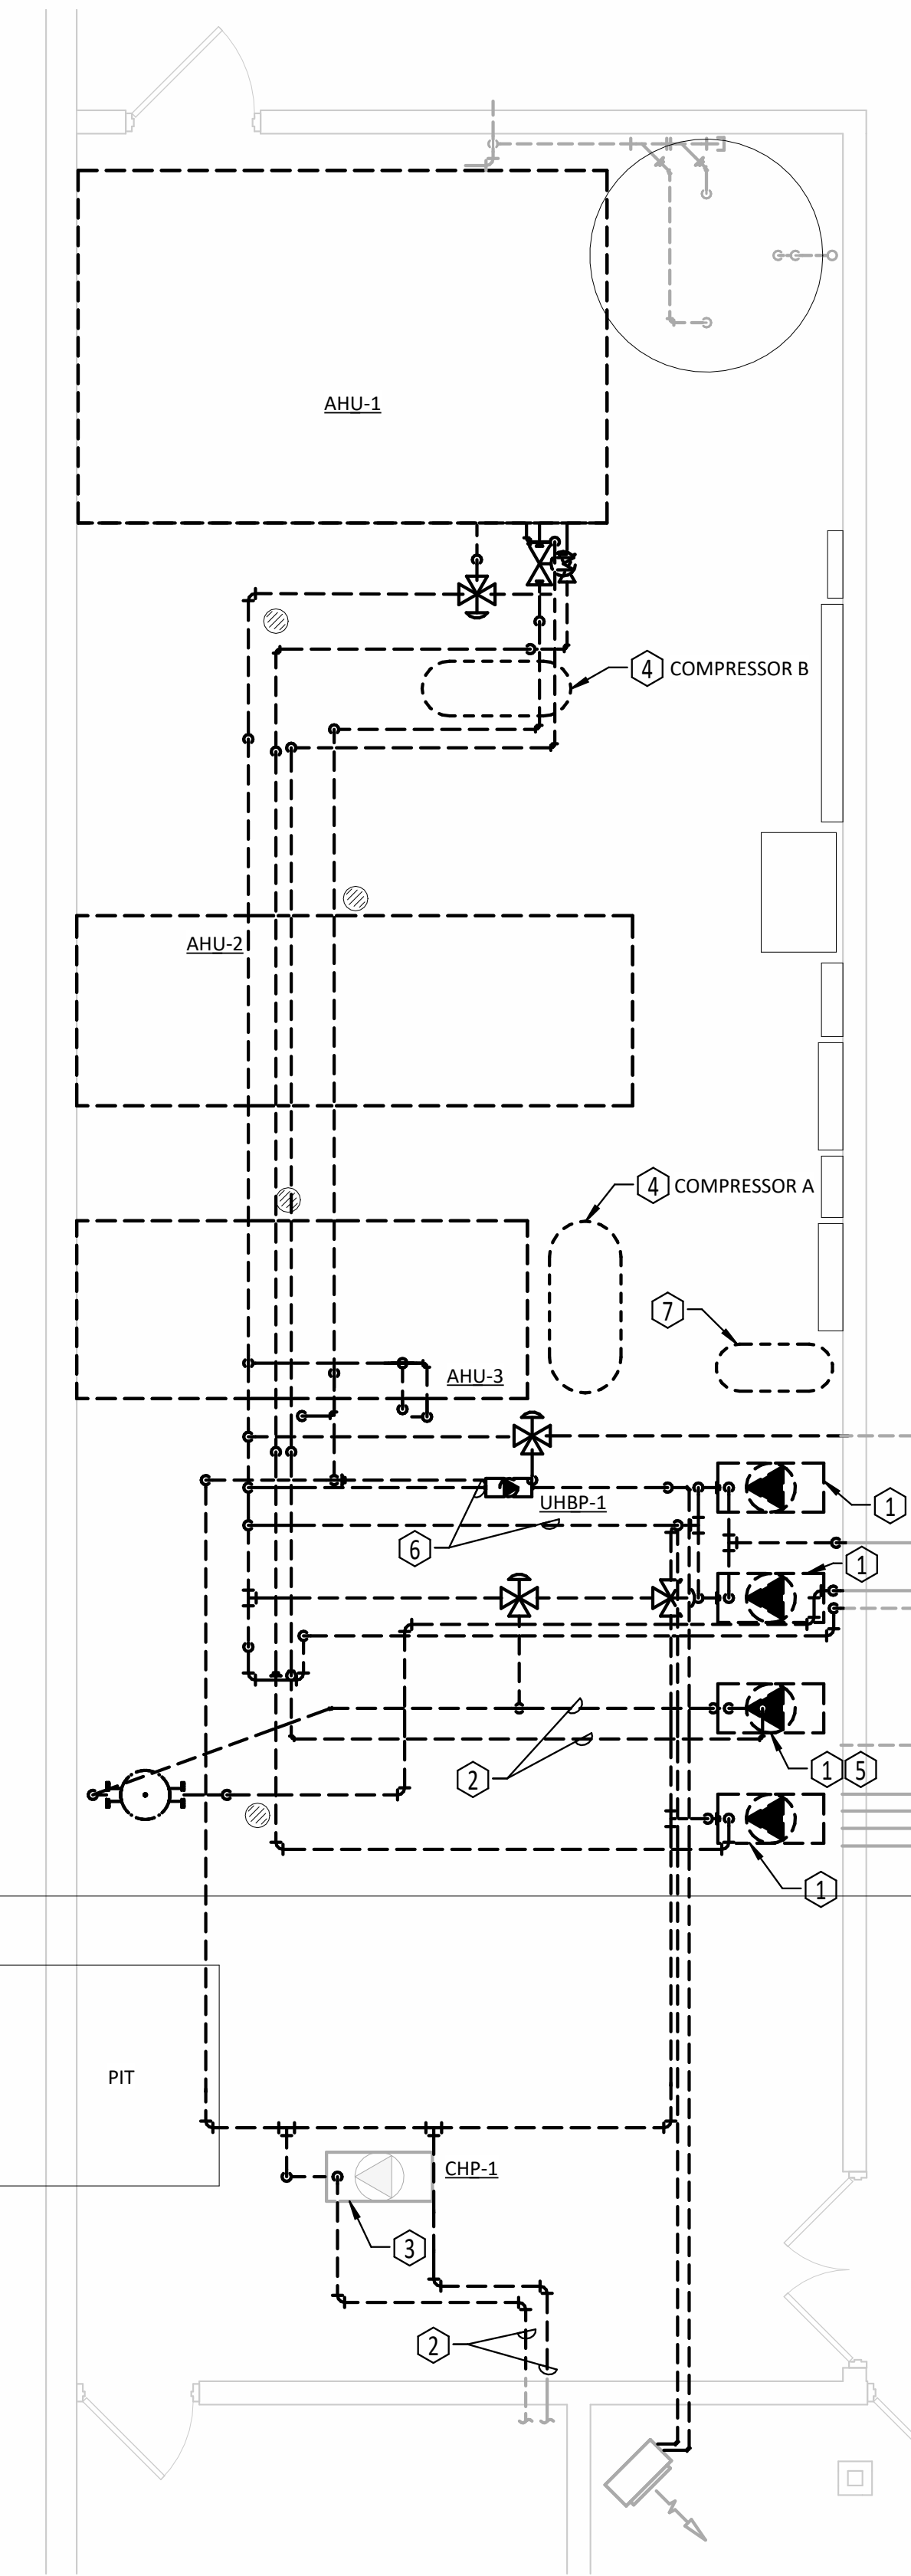 AHU-1
4 COMPRESSOR B
AHU-2
4 COMPRESSOR A
7
AHU-3
UHBP-1
1
6
1
2
1 5
1
PIT
CHP-1
3
2